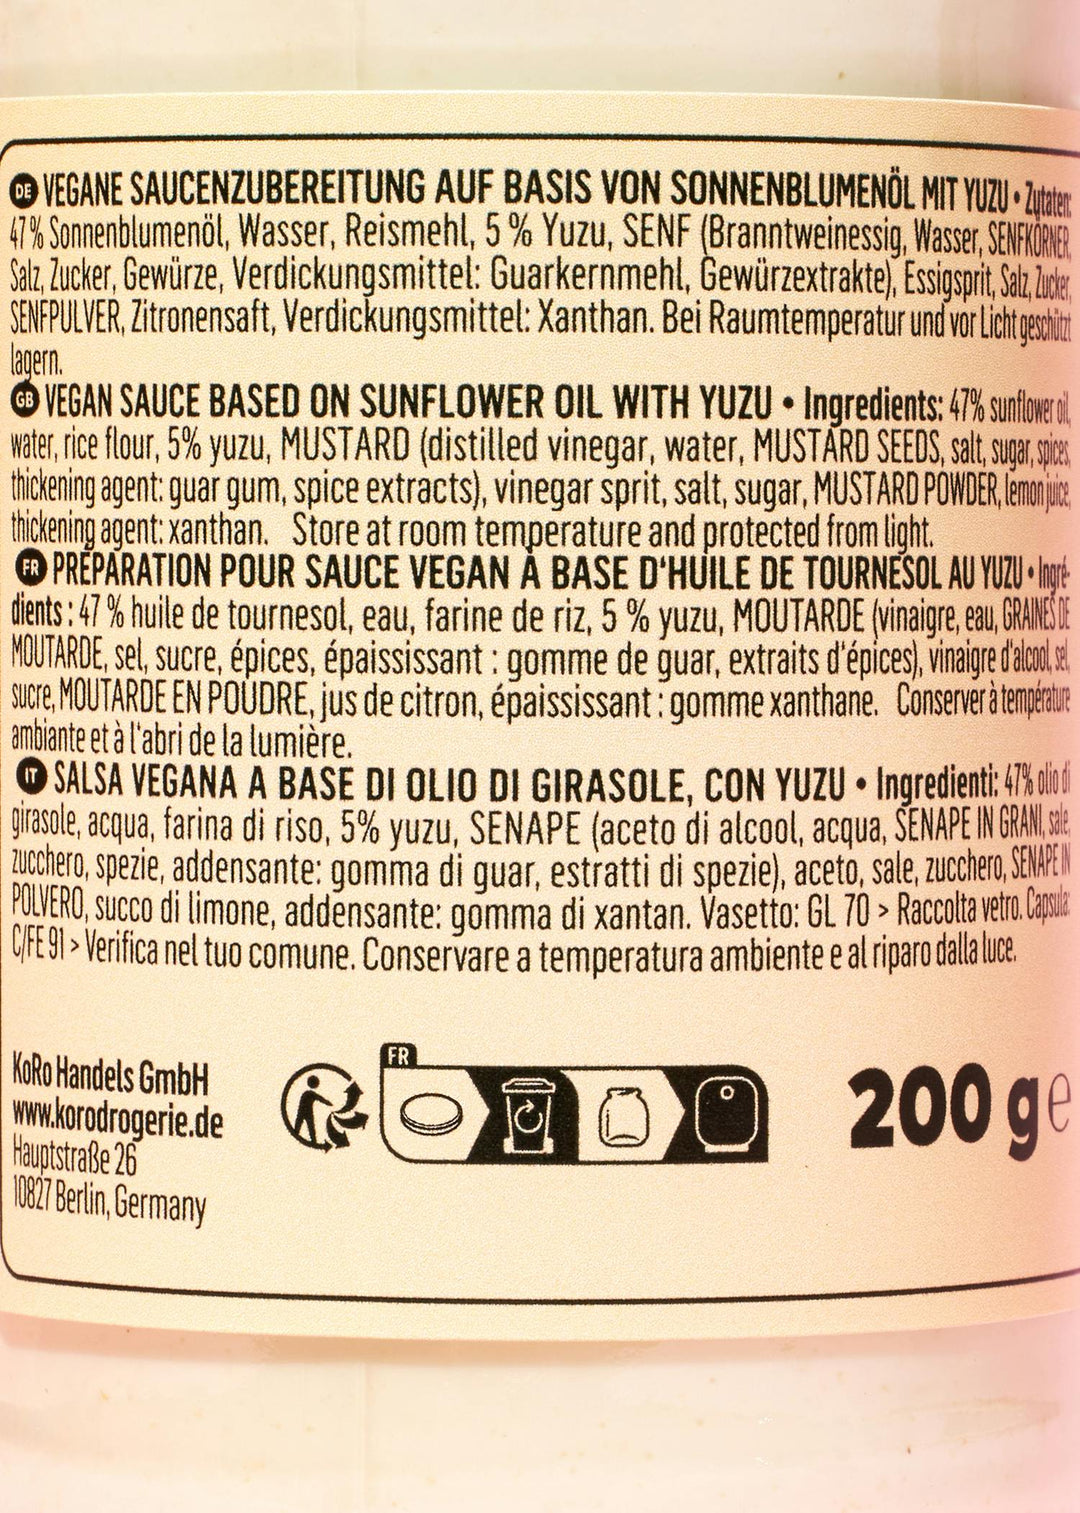 DE VEGANE SAUCENZUBEREITUNG AUF BASIS VON SONNENBLUMENÖL MIT YUZU • Zutaten:
47 % Sonnenblumenöl, Wasser, Reismehl, 5 % Yuzu, SENF (Branntweinessig, Wasser, SENFKÖRNER,
Salz, Zucker, Gewürze, Verdickungsmittel: Guarkernmehl, Gewürzextrakte), Essigsprit, Salz, Zucker,
SENFPULVER, Zitronensaft, Verdickungsmittel: Xanthan. Bei Raumtemperatur und vor Licht geschützt
lagern.
GB VEGAN SAUCE BASED ON SUNFLOWER OIL WITH YUZU • Ingredients: 47% sunflower oil,
water, rice flour, 5% yuzu, MUSTARD (distilled vinegar, water, MUSTARD SEEDS, salt, sugar, spices,
thickening agent: guar gum, spice extracts), vinegar sprit, salt, sugar, MUSTARD POWDER, lemon juice,
thickening agent: xanthan. Store at room temperature and protected from light.
FR PRÉPARATION POUR SAUCE VEGAN À BASE D'HUILE DE TOURNESOL AU YUZU • Ingré-
dients : 47 % huile de tournesol, eau, farine de riz, 5 % yuzu, MOUTARDE (vinaigre, eau, GRAINES DE
MOUTARDE, sel, sucre, épices, épaississant : gomme de guar, extraits d'épices), vinaigre d'alcool, sel,
sucre, MOUTARDE EN POUDRE, jus de citron, épaississant : gomme xanthane. Conserver à température
ambiante et à l'abri de la lumière.
IT SALSA VEGANA A BASE DI OLIO DI GIRASOLE, CON YUZU • Ingredienti: 47% olio di
girasole, acqua, farina di riso, 5% yuzu, SENAPE (aceto di alcool, acqua, SENAPE IN GRANI, sale,
zucchero, spezie, addensante: gomma di guar, estratti di spezie), aceto, sale, zucchero, SENAPE IN
POLVERO, succo di limone, addensante: gomma di xantan. Vasetto: GL 70 > Raccolta vetro. Capsula:
C/FE 91 > Verifica nel tuo comune. Conservare a temperatura ambiente e al riparo dalla luce.
KoRo Handels GmbH
www.korodrogerie.de
Hauptstraße 26
10827 Berlin, Germany
FR
200 g e